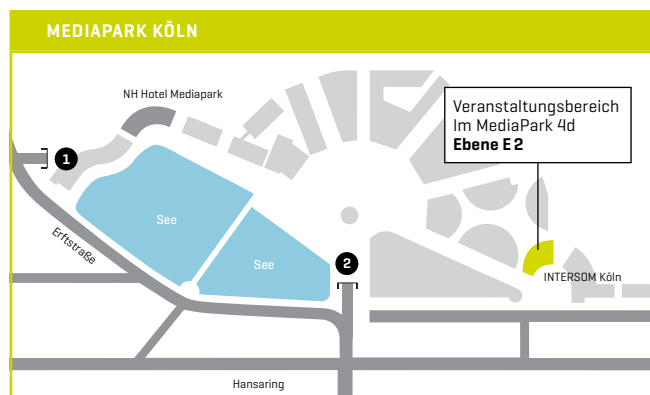 MEDIAPARK KÖLN
NH Hotel Mediapark
Veranstaltungsbereich
Im MediaPark 4d
Ebene E 2
1
See
Erftstraße
See
2
INTERSOM Köln
Hansaring